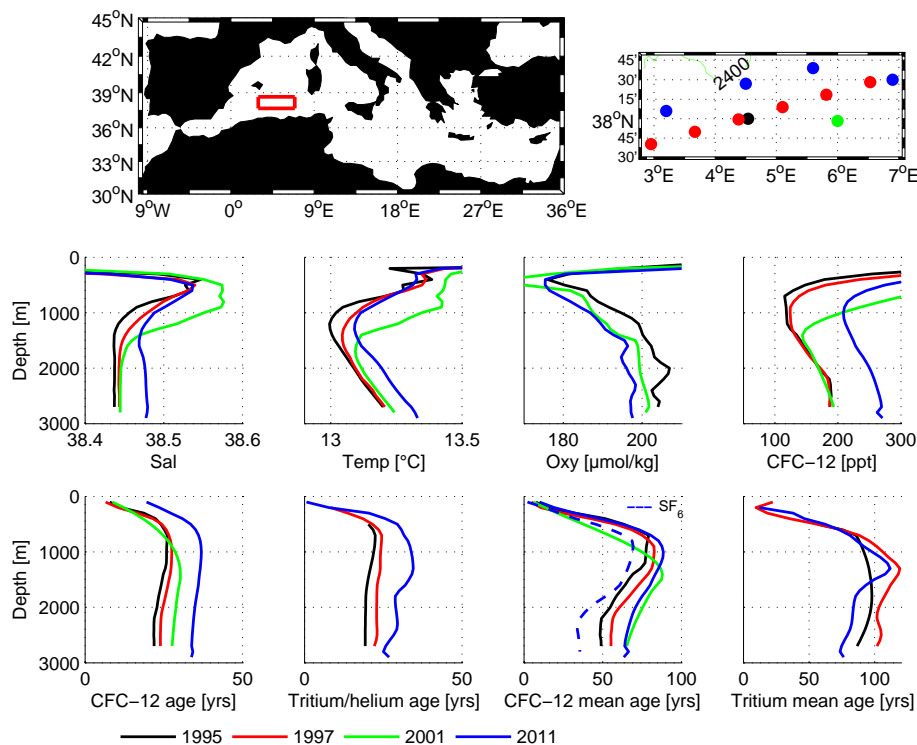 45°N
42°N
39°N
36°N
33°N
30°N
9°W 0° 9°E 18°E 27°E 36°E
45'
30'
15'
38°N
45'
30'
2400
3°E 4°E 5°E 6°E 7°E
0
1000
2000
3000
Depth [m]
38.4 38.5 38.6
Sal
13 13.5
Temp [°C]
180 200
Oxy [µmol/kg]
100 200 300
CFC−12 [ppt]
0
1000
2000
3000
Depth [m]
0 50
CFC−12 age [yrs]
0 50
Tritium/helium age [yrs]
SF6
0 50 100
CFC−12 mean age [yrs]
0 50 100
Tritium mean age [yrs]
1995 1997 2001 2011